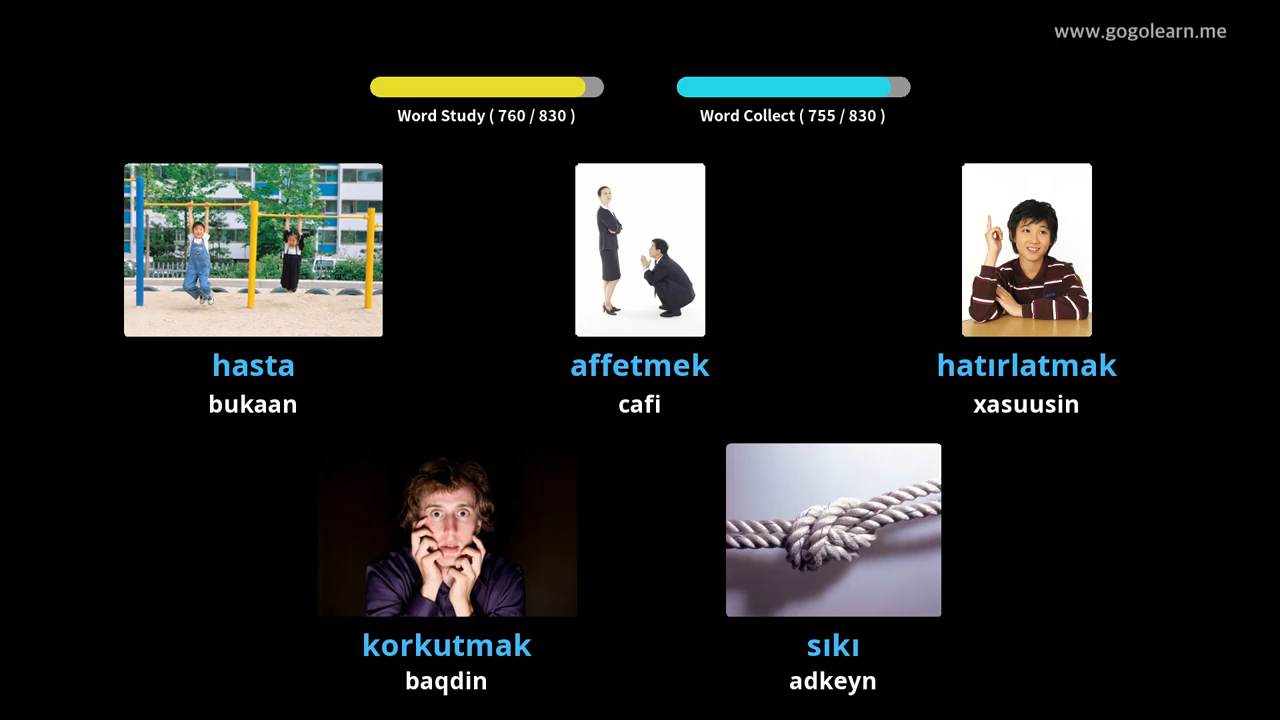 www.gogolearn.me
Word Study ( 760 / 830 )
Word Collect ( 755 / 830 )
hasta
bukaan
affetmek
cafi
hatırlatmak
xasuusin
korkutmak
baqdin
sıkı
adkeyn